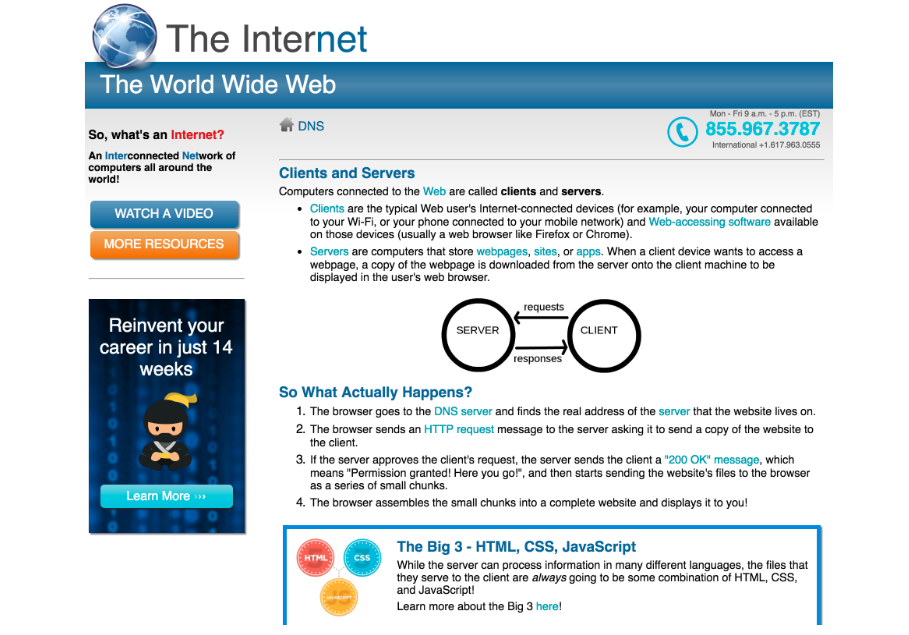 The Internet
The World Wide Web
So, what's an Internet?
An Interconnected Network of
computers all around the
world!
WATCH A VIDEO
MORE RESOURCES
Reinvent your
career in just 14
weeks
Learn More ›››
DNS
Mon - Fri 9 a.m. - 5 p.m. (EST)
855.967.3787
International +1.617.963.0555
Clients and Servers
Computers connected to the Web are called clients and servers.
• Clients are the typical Web user's Internet-connected devices (for example, your computer connected
to your Wi-Fi, or your phone connected to your mobile network) and Web-accessing software available
on those devices (usually a web browser like Firefox or Chrome).
• Servers are computers that store webpages, sites, or apps. When a client device wants to access a
webpage, a copy of the webpage is downloaded from the server onto the client machine to be
displayed in the user's web browser.
requests
SERVER
CLIENT
responses
So What Actually Happens?
1. The browser goes to the DNS server and finds the real address of the server that the website lives on.
2. The browser sends an HTTP request message to the server asking it to send a copy of the website to
the client.
3. If the server approves the client's request, the server sends the client a "200 OK" message, which
means "Permission granted! Here you go!", and then starts sending the website's files to the browser
as a series of small chunks.
4. The browser assembles the small chunks into a complete website and displays it to you!
HTML
CSS
JAVASCRIPT
The Big 3 - HTML, CSS, JavaScript
While the server can process information in many different languages, the files that
they serve to the client are always going to be some combination of HTML, CSS,
and JavaScript!
Learn more about the Big 3 here!